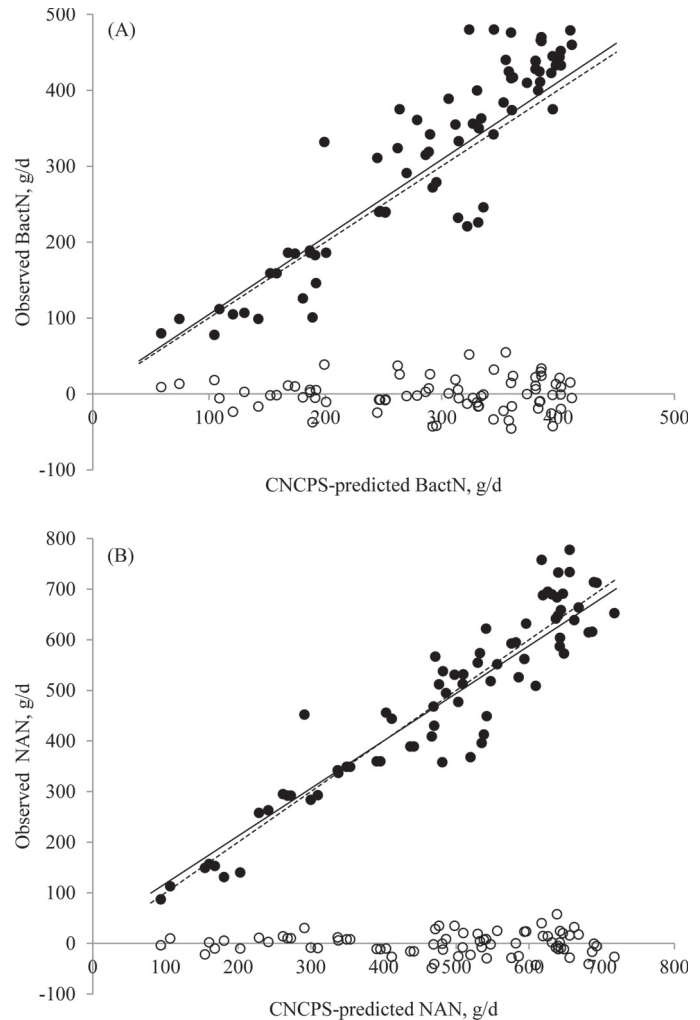 (A)
500
400
300
200
100
0
-100
Observed BactN, g/d
0 100 200 300 400 500
CNCPS-predicted BactN, g/d
(B)
800
700
600
500
400
300
200
100
0
-100
Observed NAN, g/d
0 100 200 300 400 500 600 700 800
CNCPS-predicted NAN, g/d